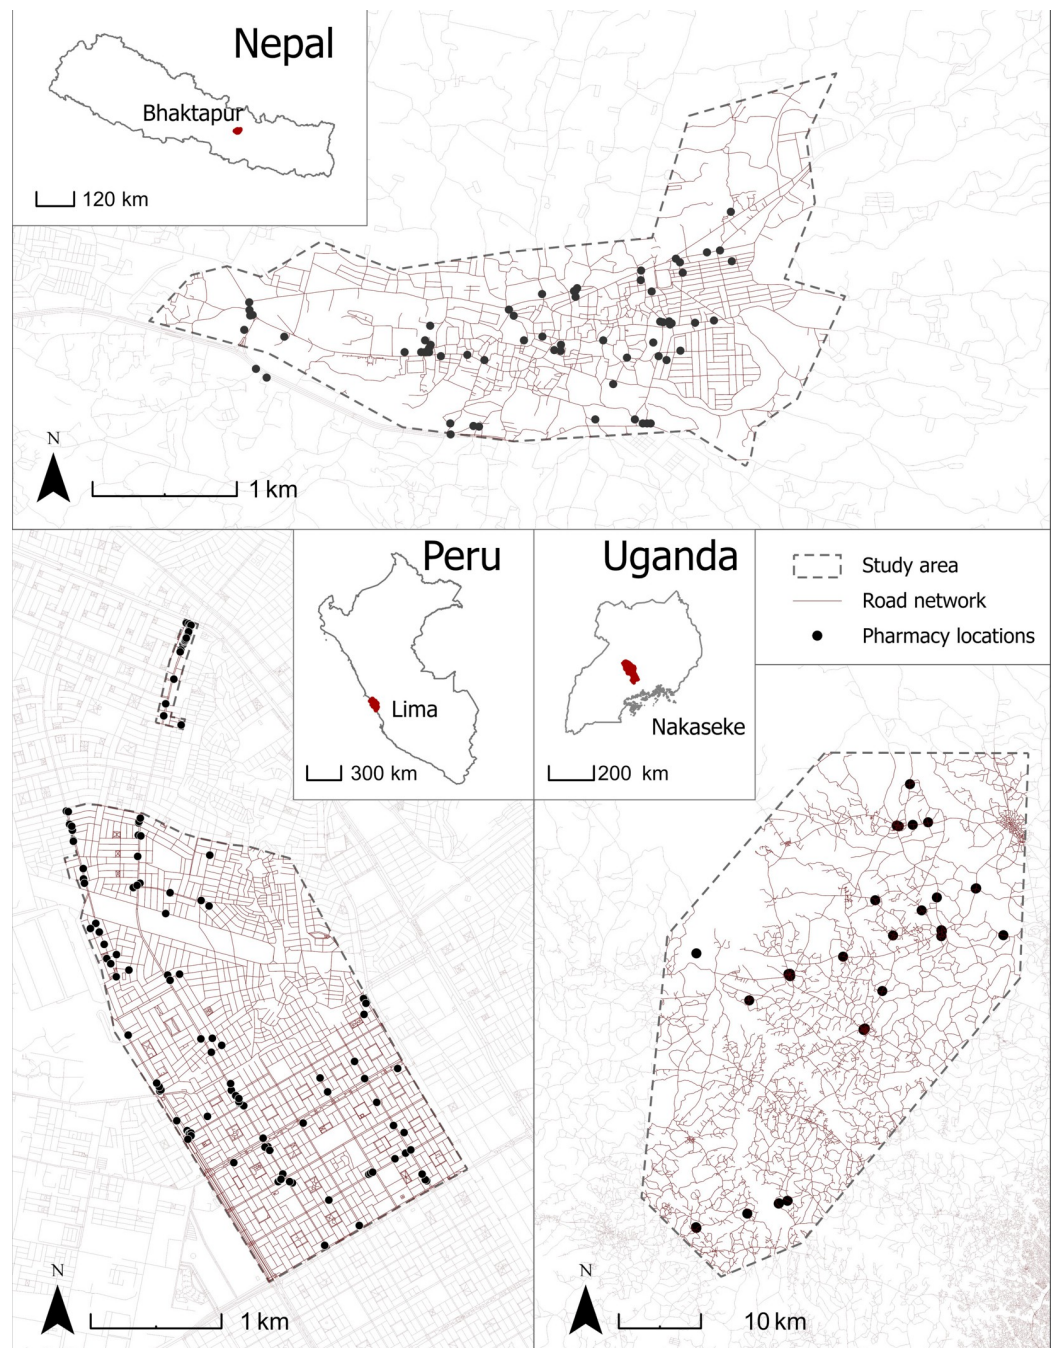 Nepal
Bhaktapur
120 km
N
1 km
Peru
Lima
300 km
Uganda
Nakaseke
200 km
Study area
Road network
Pharmacy locations
N
1 km
N
10 km